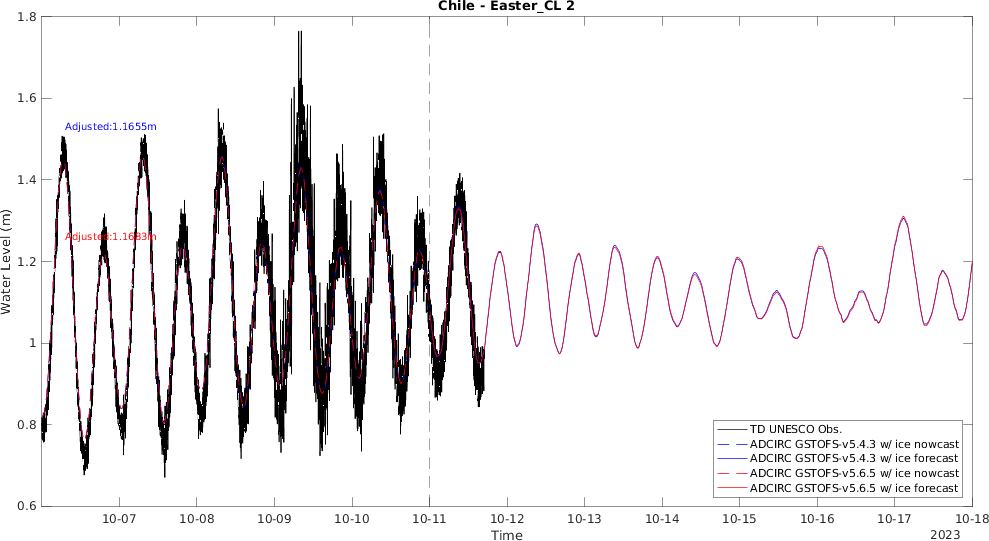 Chile - Easter_CL 2
1.8
1.6
1.4
1.2
1
0.8
0.6
Water Level (m)
Adjusted:1.1655m
Adjusted:1.1683m
TD UNESCO Obs.
ADCIRC GSTOFS-v5.4.3 w/ ice nowcast
ADCIRC GSTOFS-v5.4.3 w/ ice forecast
ADCIRC GSTOFS-v5.6.5 w/ ice nowcast
ADCIRC GSTOFS-v5.6.5 w/ ice forecast
10-07 10-08 10-09 10-10 10-11 10-12 10-13 10-14 10-15 10-16 10-17 10-18
Time
2023